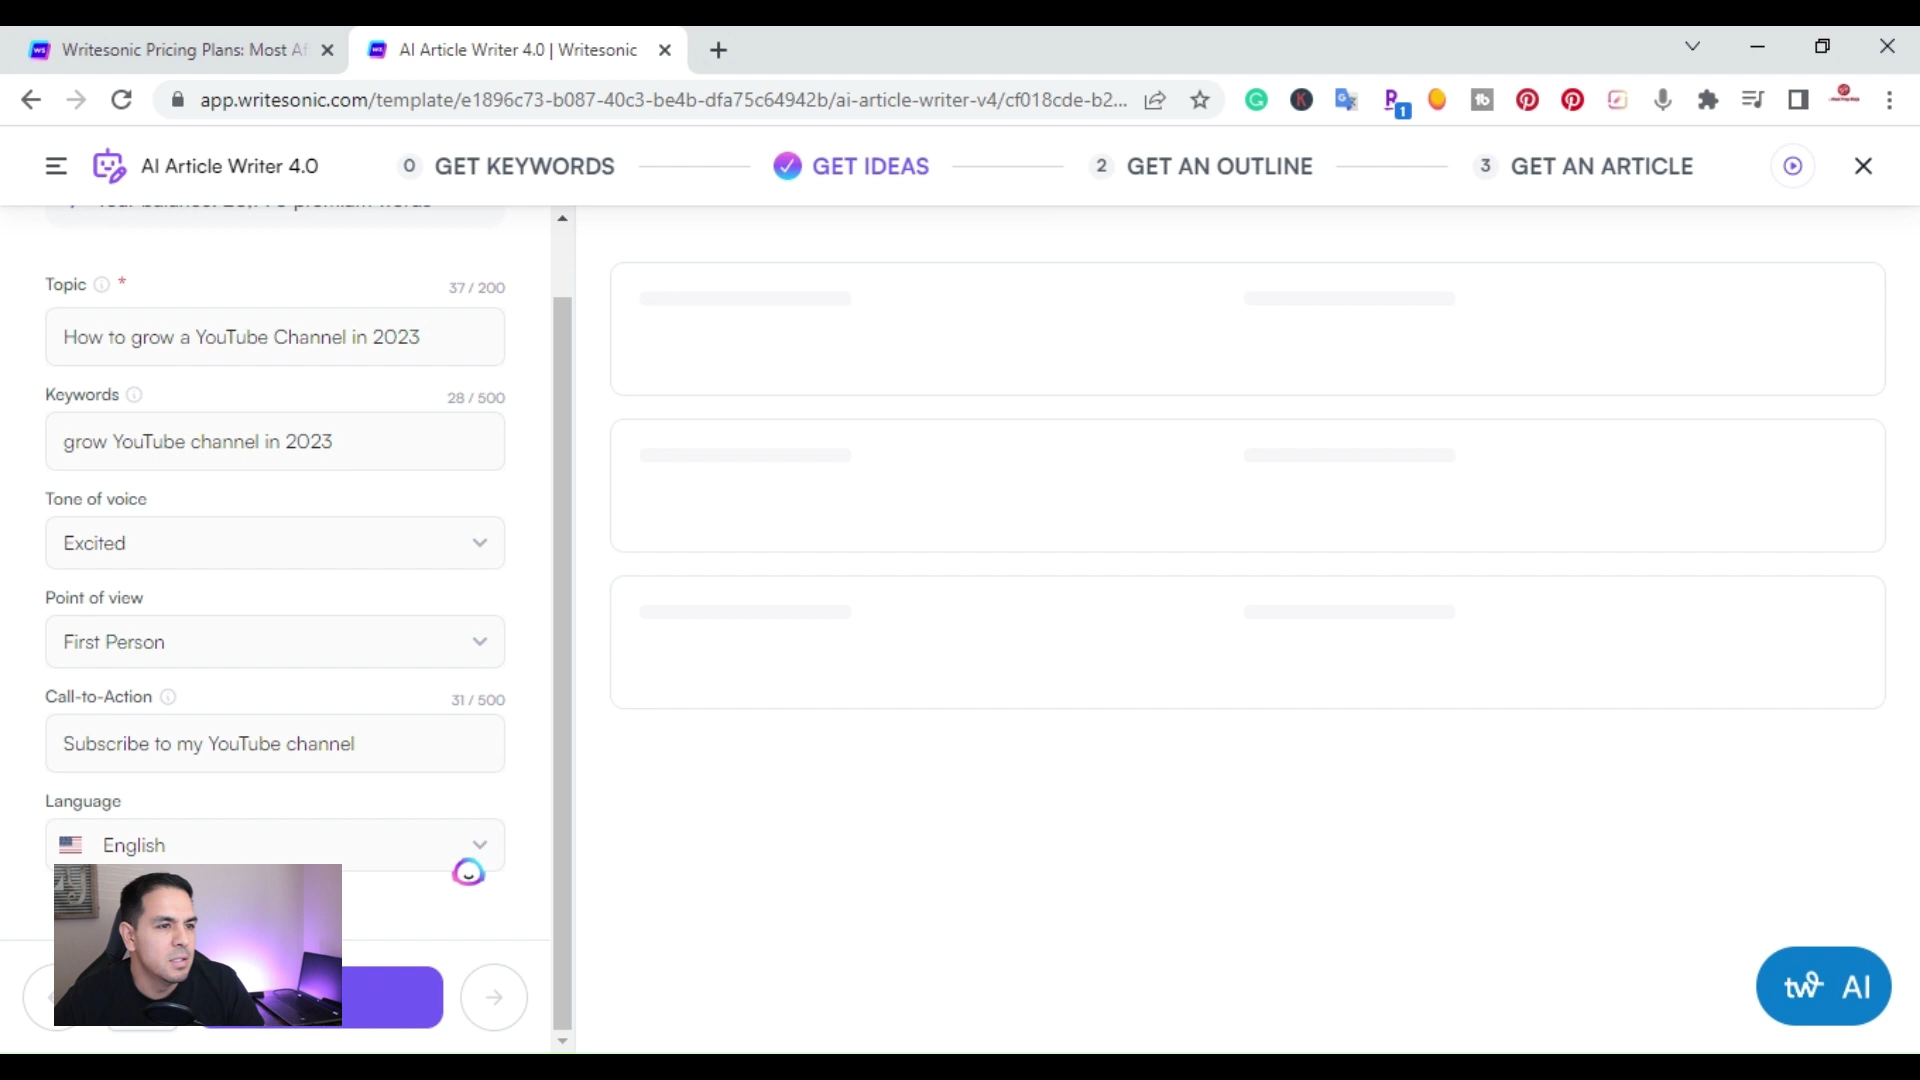 Writesonic Pricing Plans: Most Af
AI Article Writer 4.0 | Writesonic
app.writesonic.com/template/e1896c73-b087-40c3-be4b-dfa75c64942b/ai-article-writer-v4/cf018cde-b2...
AI Article Writer 4.0
0 GET KEYWORDS
GET IDEAS
2 GET AN OUTLINE
3 GET AN ARTICLE
Topic * 37 / 200
How to grow a YouTube Channel in 2023
Keywords 28 / 500
grow YouTube channel in 2023
Tone of voice
Excited
Point of view
First Person
Call-to-Action 31 / 500
Subscribe to my YouTube channel
Language
English
tw AI